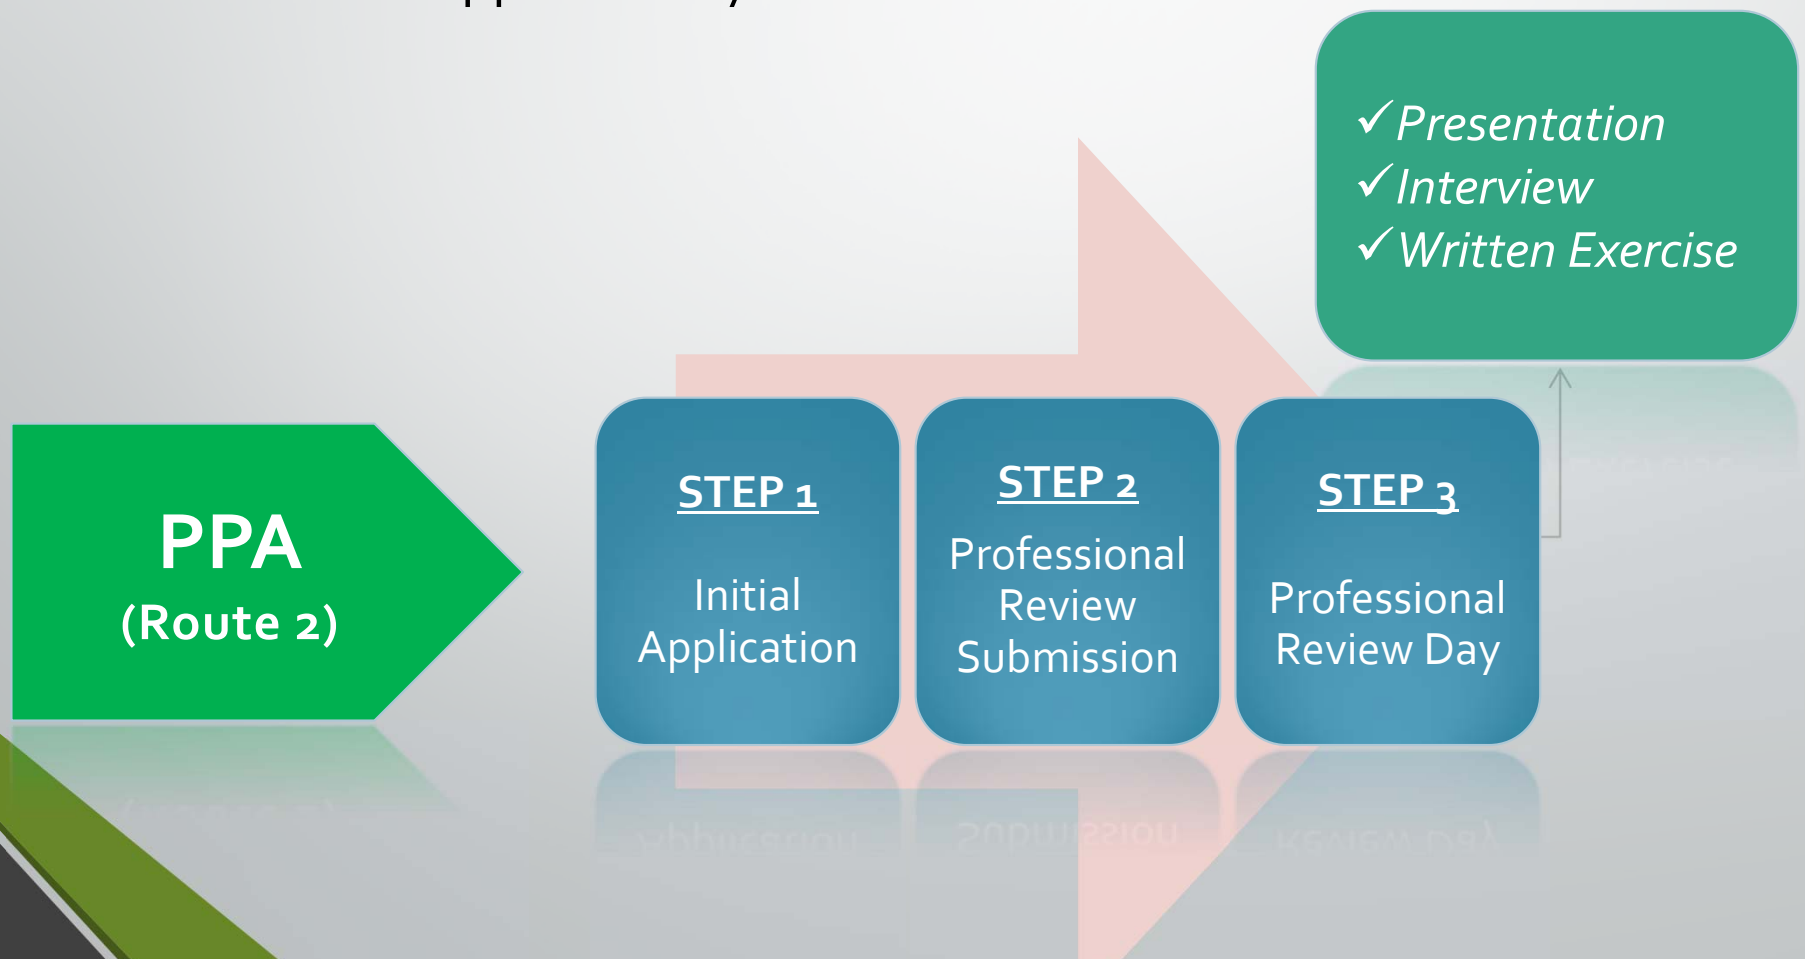 ✓Presentation
✓Interview
✓Written Exercise
PPA
(Route 2)
STEP 1
Initial
Application
STEP 2
Professional
Review
Submission
STEP 3
Professional
Review Day